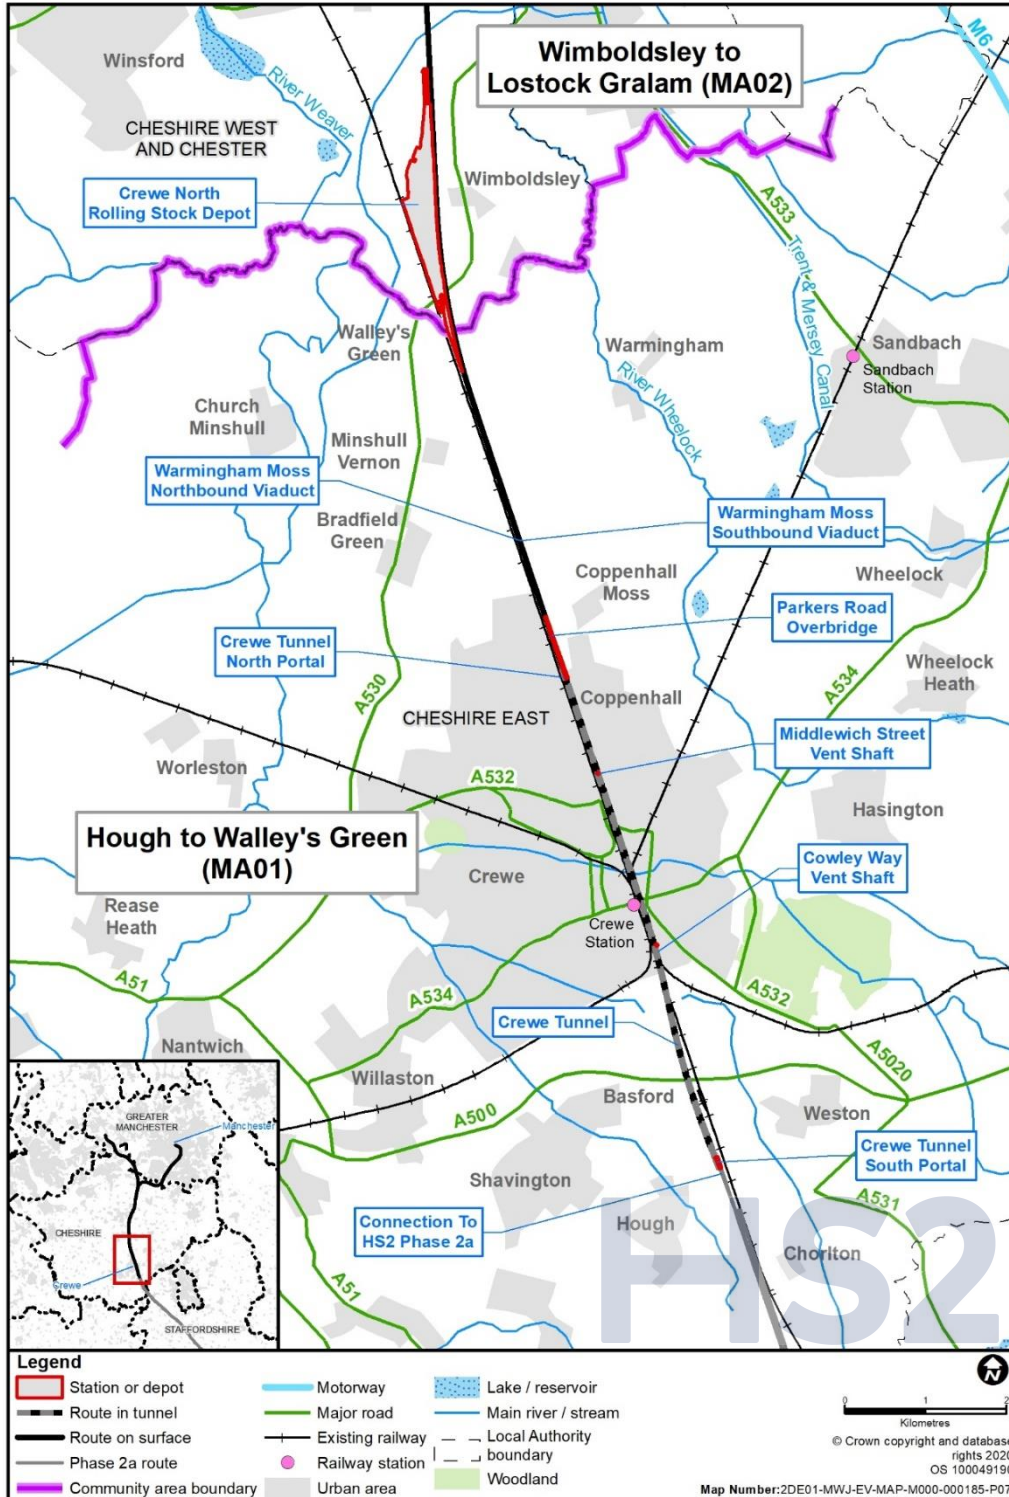 M6
Wimboldsley to
Lostock Gralam (MA02)
Winsford
River Weaver
CHESHIRE WEST
AND CHESTER
Crewe North
Rolling Stock Depot
Wimboldsley
A533
Trent & Mersey Canal
Walley's
Green
Warmingham
Sandbach
Sandbach
Station
River Wheelock
Church
Minshull
Minshull
Vernon
Warmingham Moss
Northbound Viaduct
Warmingham Moss
Southbound Viaduct
Bradfield
Green
Coppenhall
Moss
Wheelock
Parkers Road
Overbridge
Crewe Tunnel
North Portal
Wheelock
Heath
A530
A534
Coppenhall
CHESHIRE EAST
Middlewich Street
Vent Shaft
Worleston
A532
Hasington
Hough to Walley's Green
(MA01)
Crewe
Cowley Way
Vent Shaft
Rease
Heath
Crewe
Station
A51
A534
A532
Crewe Tunnel
Nantwich
A5020
Willaston
Basford
Weston
A500
Crewe Tunnel
South Portal
Shavington
A531
Connection To
HS2 Phase 2a
Hough
Chorlton
HS2
A51
GREATER
MANCHESTER
Manchester
CHESHIRE
Crewe
STAFFORDSHIRE
Legend
Station or depot
Route in tunnel
Route on surface
Phase 2a route
Community area boundary
Motorway
Major road
Existing railway
Railway station
Urban area
Lake / reservoir
Main river / stream
Local Authority
boundary
Woodland
N
0 1 2
Kilometres
© Crown copyright and database
rights 2020
OS 100049190
Map Number:2DE01-MWJ-EV-MAP-M000-000185-P07